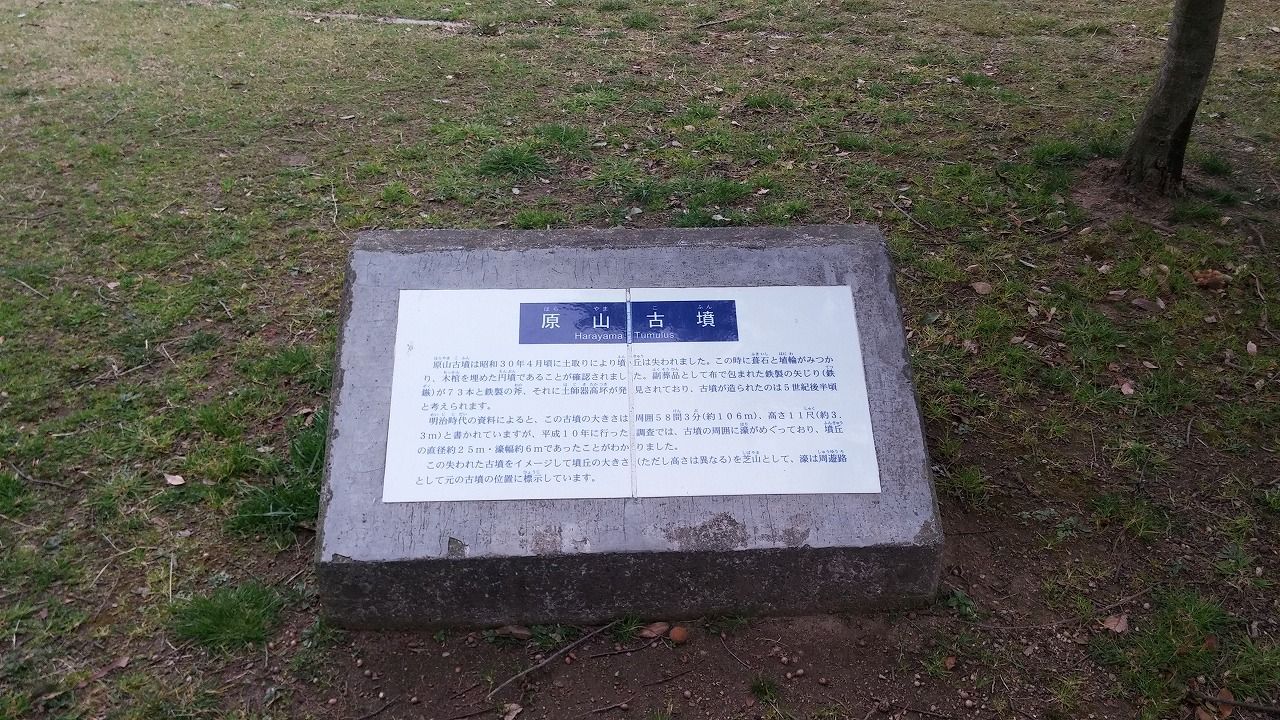 原山古墳
Harayama Tumulus
原山古墳は昭和30年4月頃に土取りにより墳丘は失われました。この時に葺石と埴輪がみつか
り、木棺を埋めた円墳であることが確認されました。副葬品として布で包まれた鉄製の矢じり(鉄
鏃)が73本と鉄製の斧、それに土師器高坏が発見されており、古墳が造られたのは5世紀後半頃
と考えられます。
明治時代の資料によると、この古墳の大きさは周囲58間3分(約106m)、高さ11尺(約3.
3m)と書かれていますが、平成10年に行った調査では、古墳の周囲に濠がめぐっており、墳丘
の直径約25m・濠幅約6mであったことがわかりました。
この失われた古墳をイメージして墳丘の大きさ(ただし高さは異なる)を芝山として、濠は周遊路
として元の古墳の位置に標示しています。